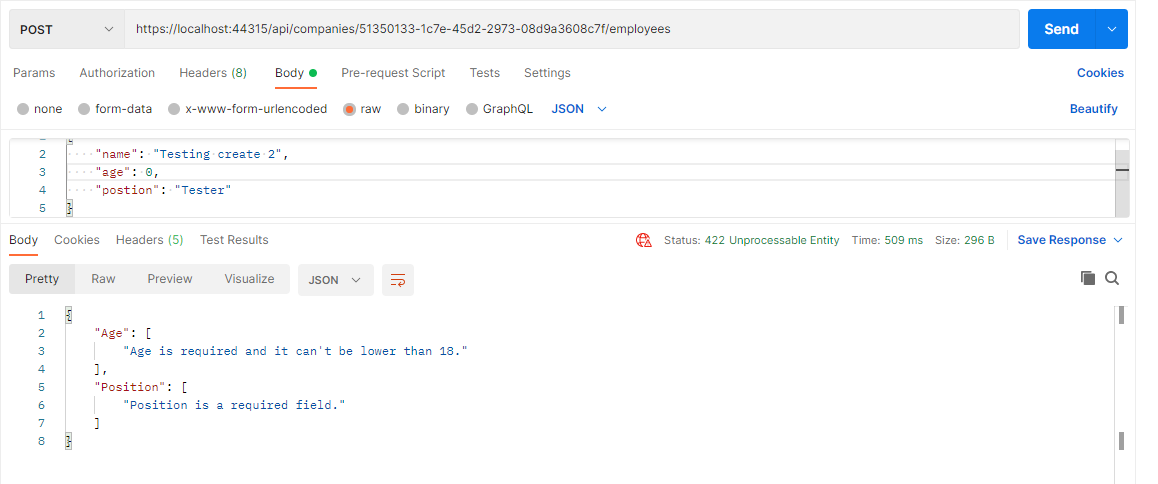 POST https://localhost:44315/api/companies/51350133-1c7e-45d2-2973-08d9a3608c7f/employees Send
Params Authorization Headers (8) Body Pre-request Script Tests Settings Cookies
none form-data x-www-form-urlencoded raw binary GraphQL JSON Beautify
2 "name": "Testing create 2",
3 "age": 0,
4 "postion": "Tester"
5 }
Body Cookies Headers (5) Test Results Status: 422 Unprocessable Entity Time: 509 ms Size: 296 B Save Response
Pretty Raw Preview Visualize JSON
1 {
2 "Age": [
3 "Age is required and it can't be lower than 18."
4 ],
5 "Position": [
6 "Position is a required field."
7 ]
8 }